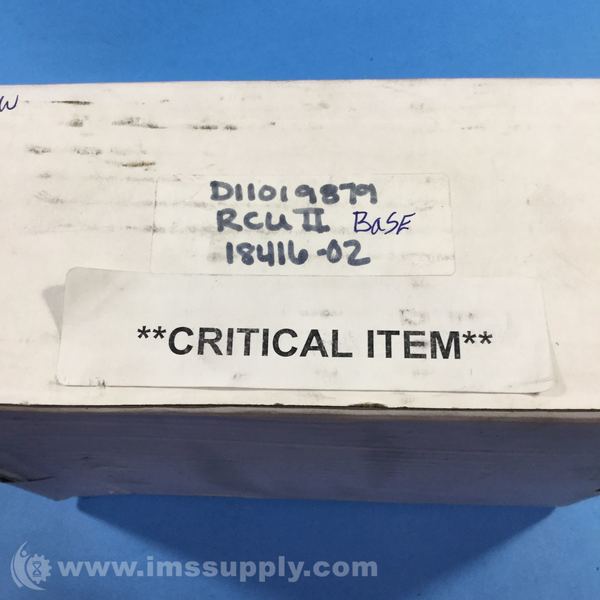 D11019879
RCU II BASE
18416-02
**CRITICAL ITEM**
www.imssupply.com